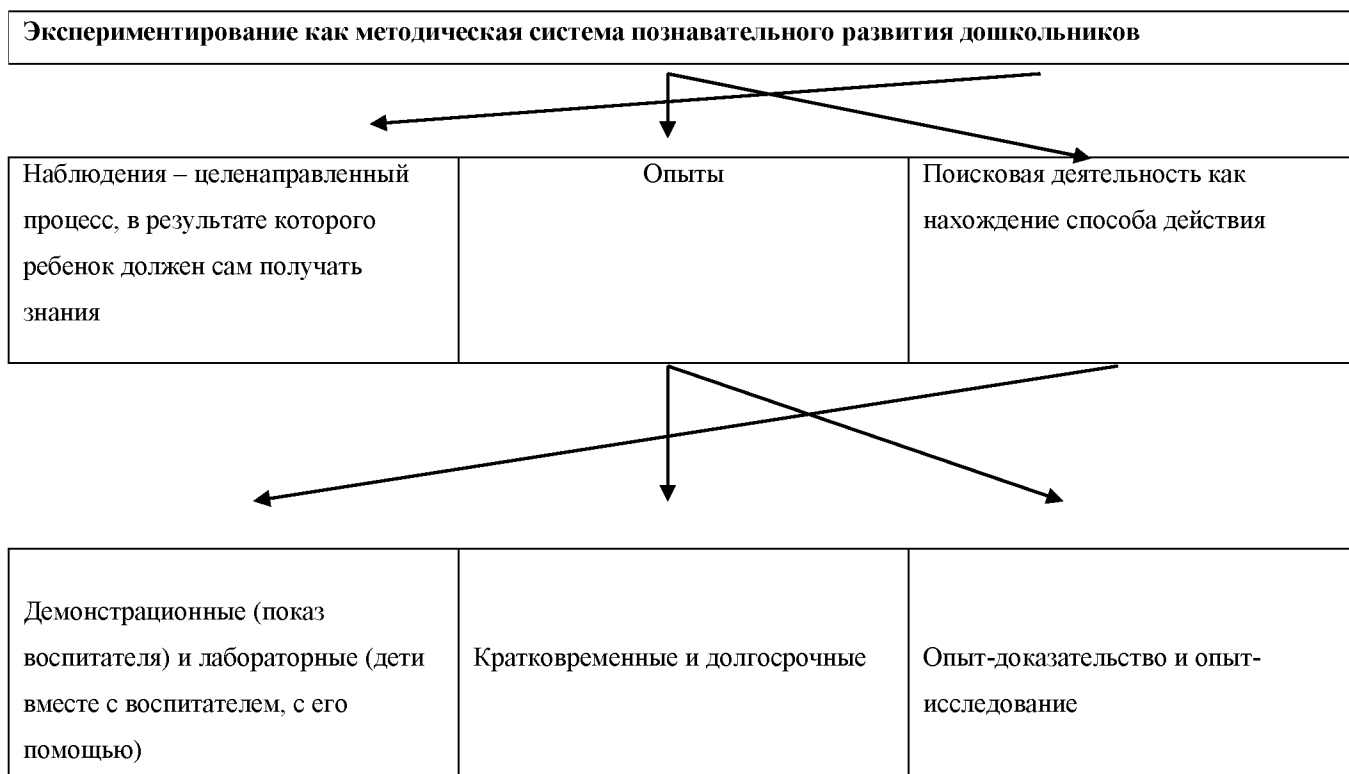 Экспериментирование как методическая система познавательного развития дошкольников
Наблюдения – целенаправленный
процесс, в результате которого
ребенок должен сам получать
знания
Опыты
Поисковая деятельность как
нахождение способа действия
Демонстрационные (показ
воспитателя) и лабораторные (дети
вместе с воспитателем, с его
помощью)
Кратковременные и долгосрочные
Опыт-доказательство и опыт-
исследование